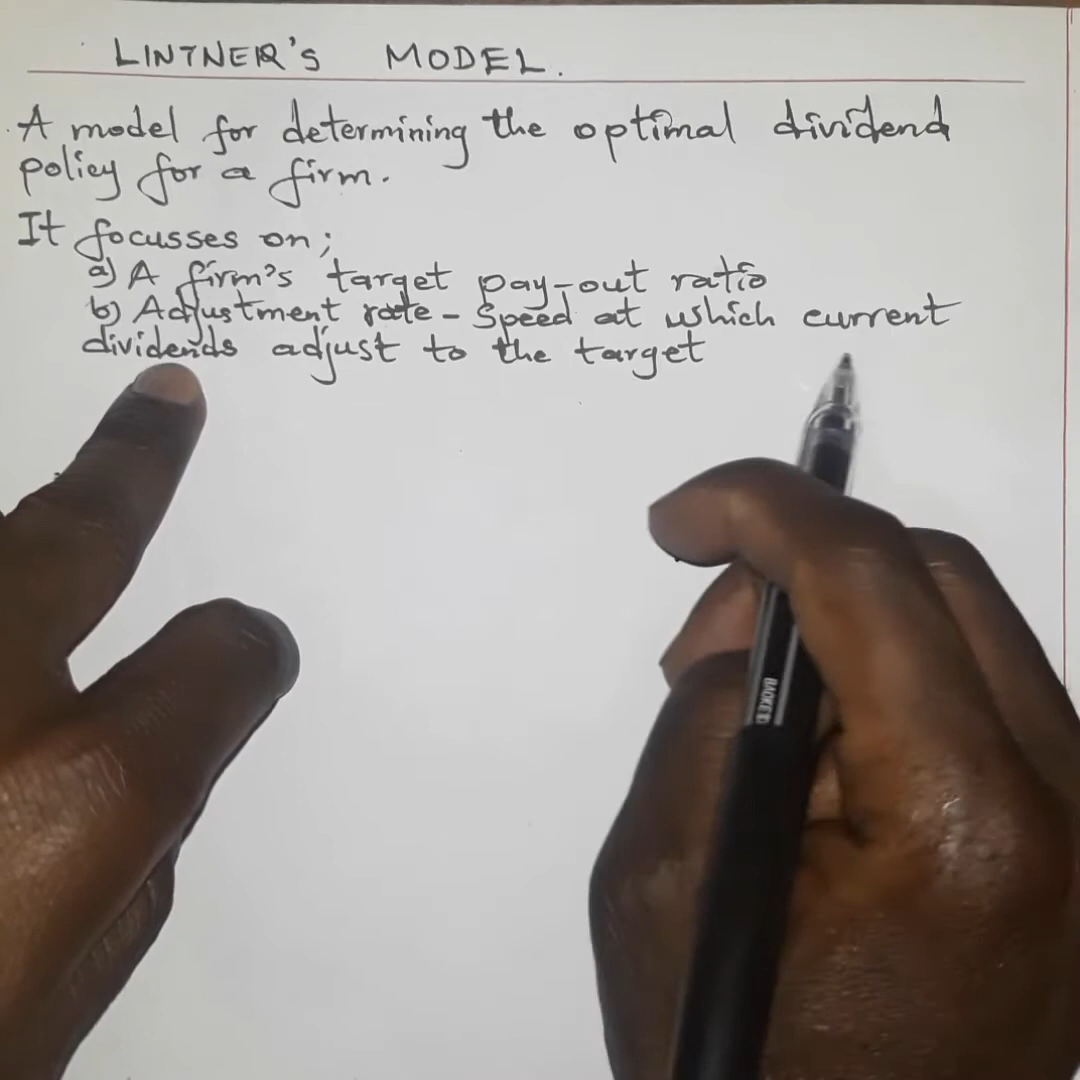 LINTNER'S MODEL.
A model for determining the optimal dividend
policy for a firm.
It focusses on;
a) A firm's target pay-out ratio
b) Adjustment rate - Speed at which current
dividends adjust to the target